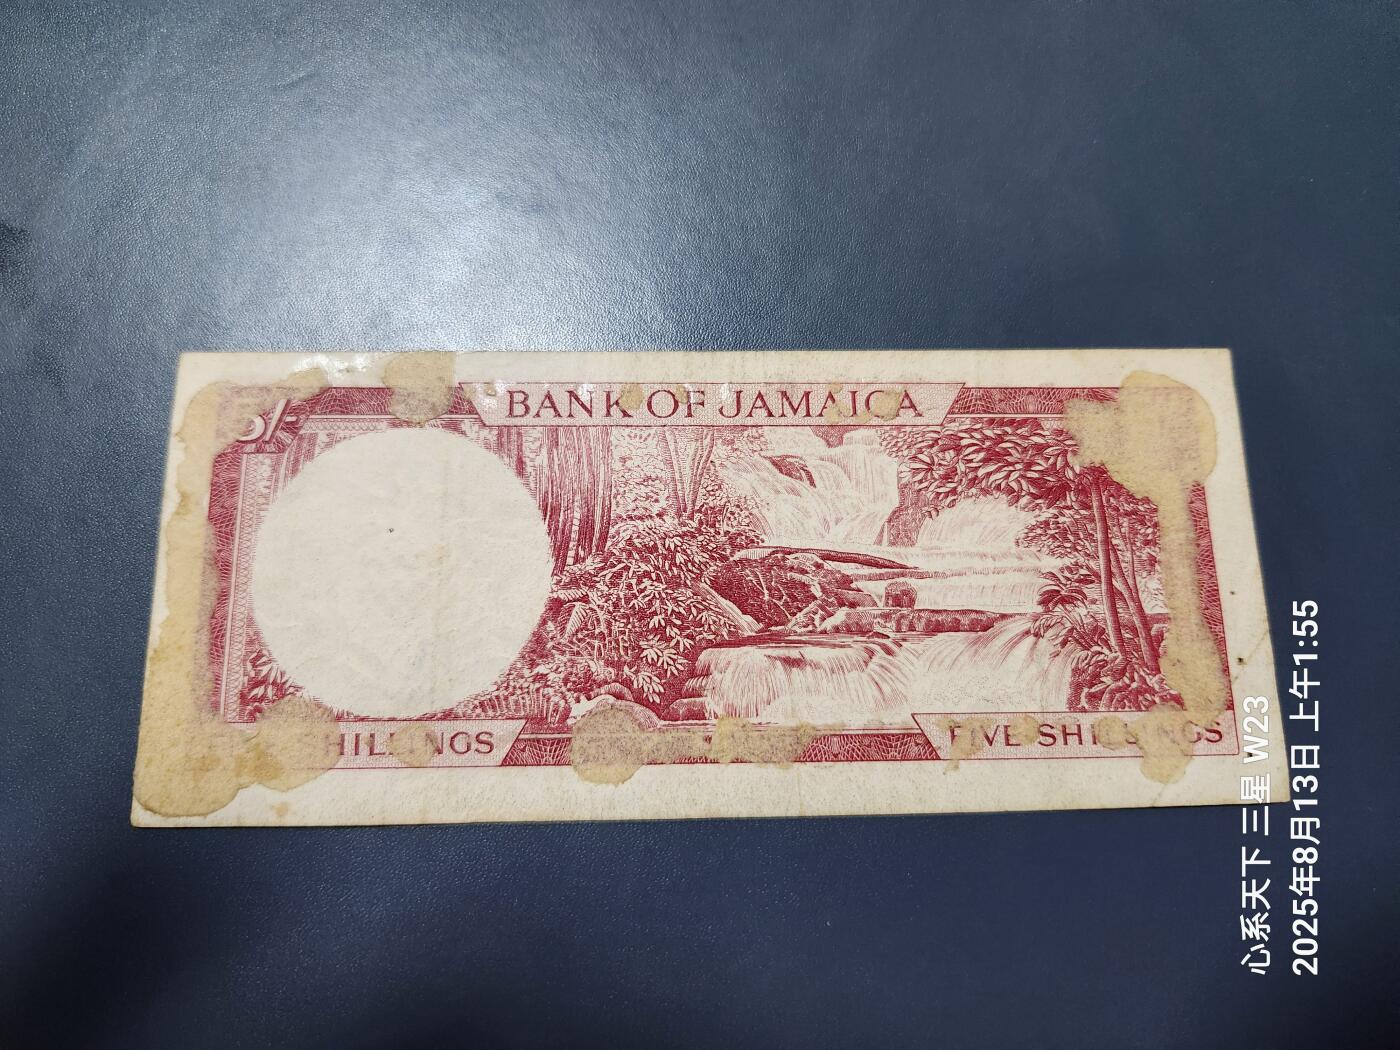 5/-
BANK OF JAMAICA
HILLINGS
FIVE SHILLINGS
心系天下 三星 W23
2025年8月13日 上午1:55